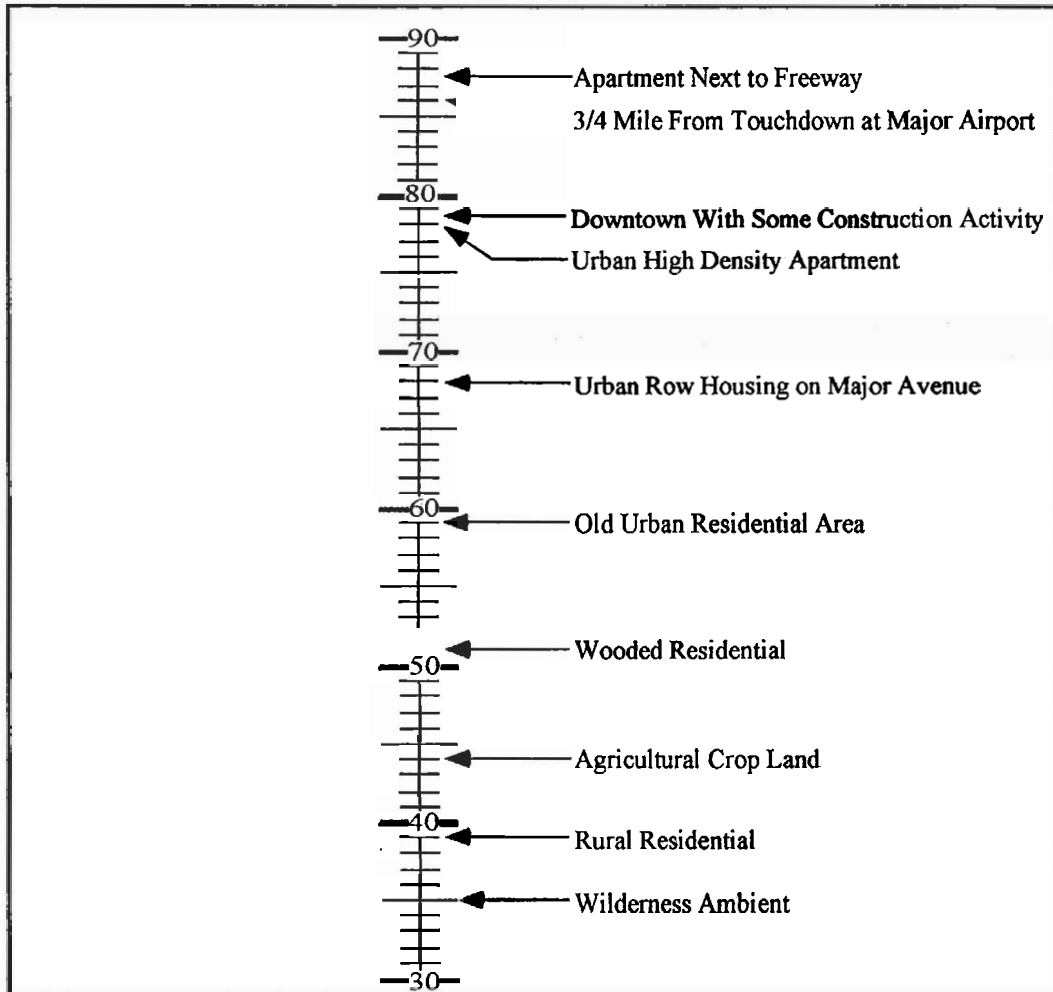 90
Apartment Next to Freeway
3/4 Mile From Touchdown at Major Airport
80
Downtown With Some Construction Activity
Urban High Density Apartment
70
Urban Row Housing on Major Avenue
60
Old Urban Residential Area
Wooded Residential
50
Agricultural Crop Land
40
Rural Residential
Wilderness Ambient
30